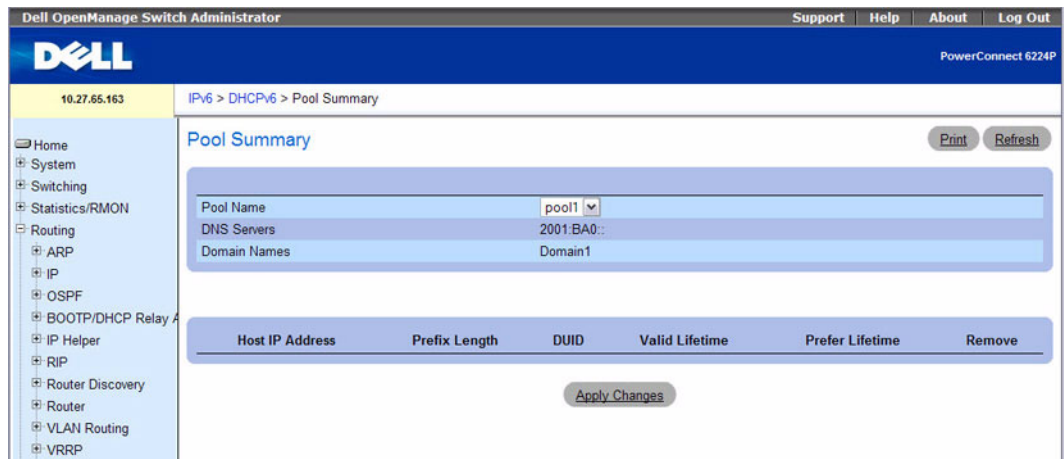 Dell OpenManage Switch Administrator
Support Help About Log Out
DELL
PowerConnect 6224P
10.27.65.163
IPv6 > DHCPv6 > Pool Summary
Home
System
Switching
Statistics/RMON
Routing
ARP
IP
OSPF
BOOTP/DHCP Relay A
IP Helper
RIP
Router Discovery
Router
VLAN Routing
VRRP
Pool Summary
Print Refresh
Pool Name pool1
DNS Servers 2001:BA0::
Domain Names Domain1
Host IP Address Prefix Length DUID Valid Lifetime Prefer Lifetime Remove
Apply Changes